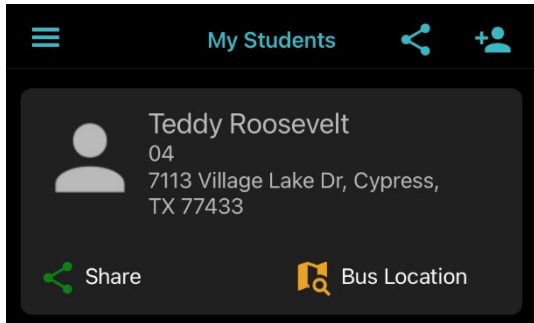 My Students
Teddy Roosevelt
04
7113 Village Lake Dr, Cypress,
TX 77433
Share
Bus Location